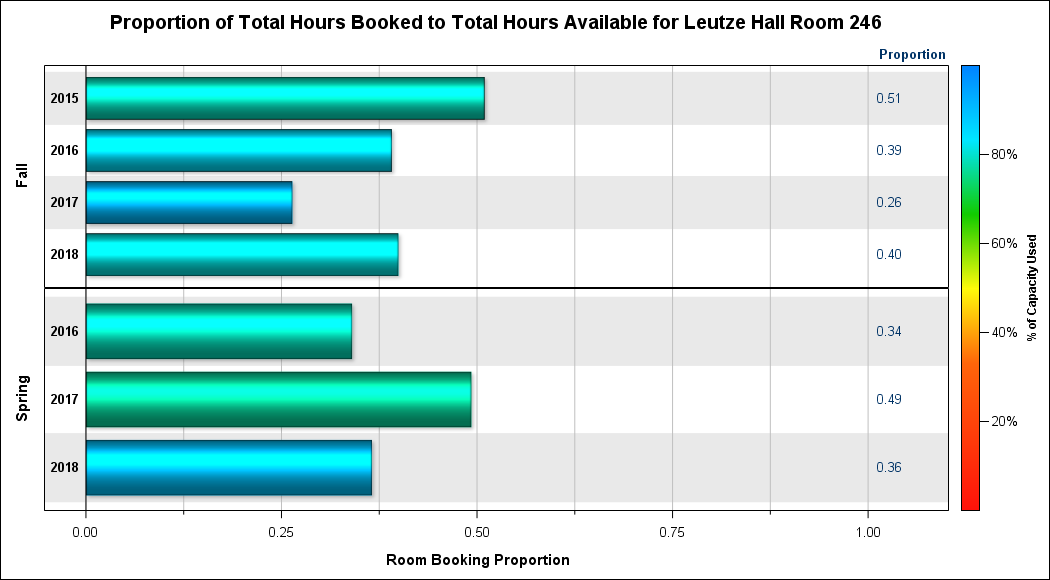 Proportion of Total Hours Booked to Total Hours Available for Leutze Hall Room 246
Proportion
Fall
2015 0.51
2016 0.39
2017 0.26
2018 0.40
Spring
2016 0.34
2017 0.49
2018 0.36
0.00 0.25 0.50 0.75 1.00
Room Booking Proportion
80%
60%
40%
20%
% of Capacity Used